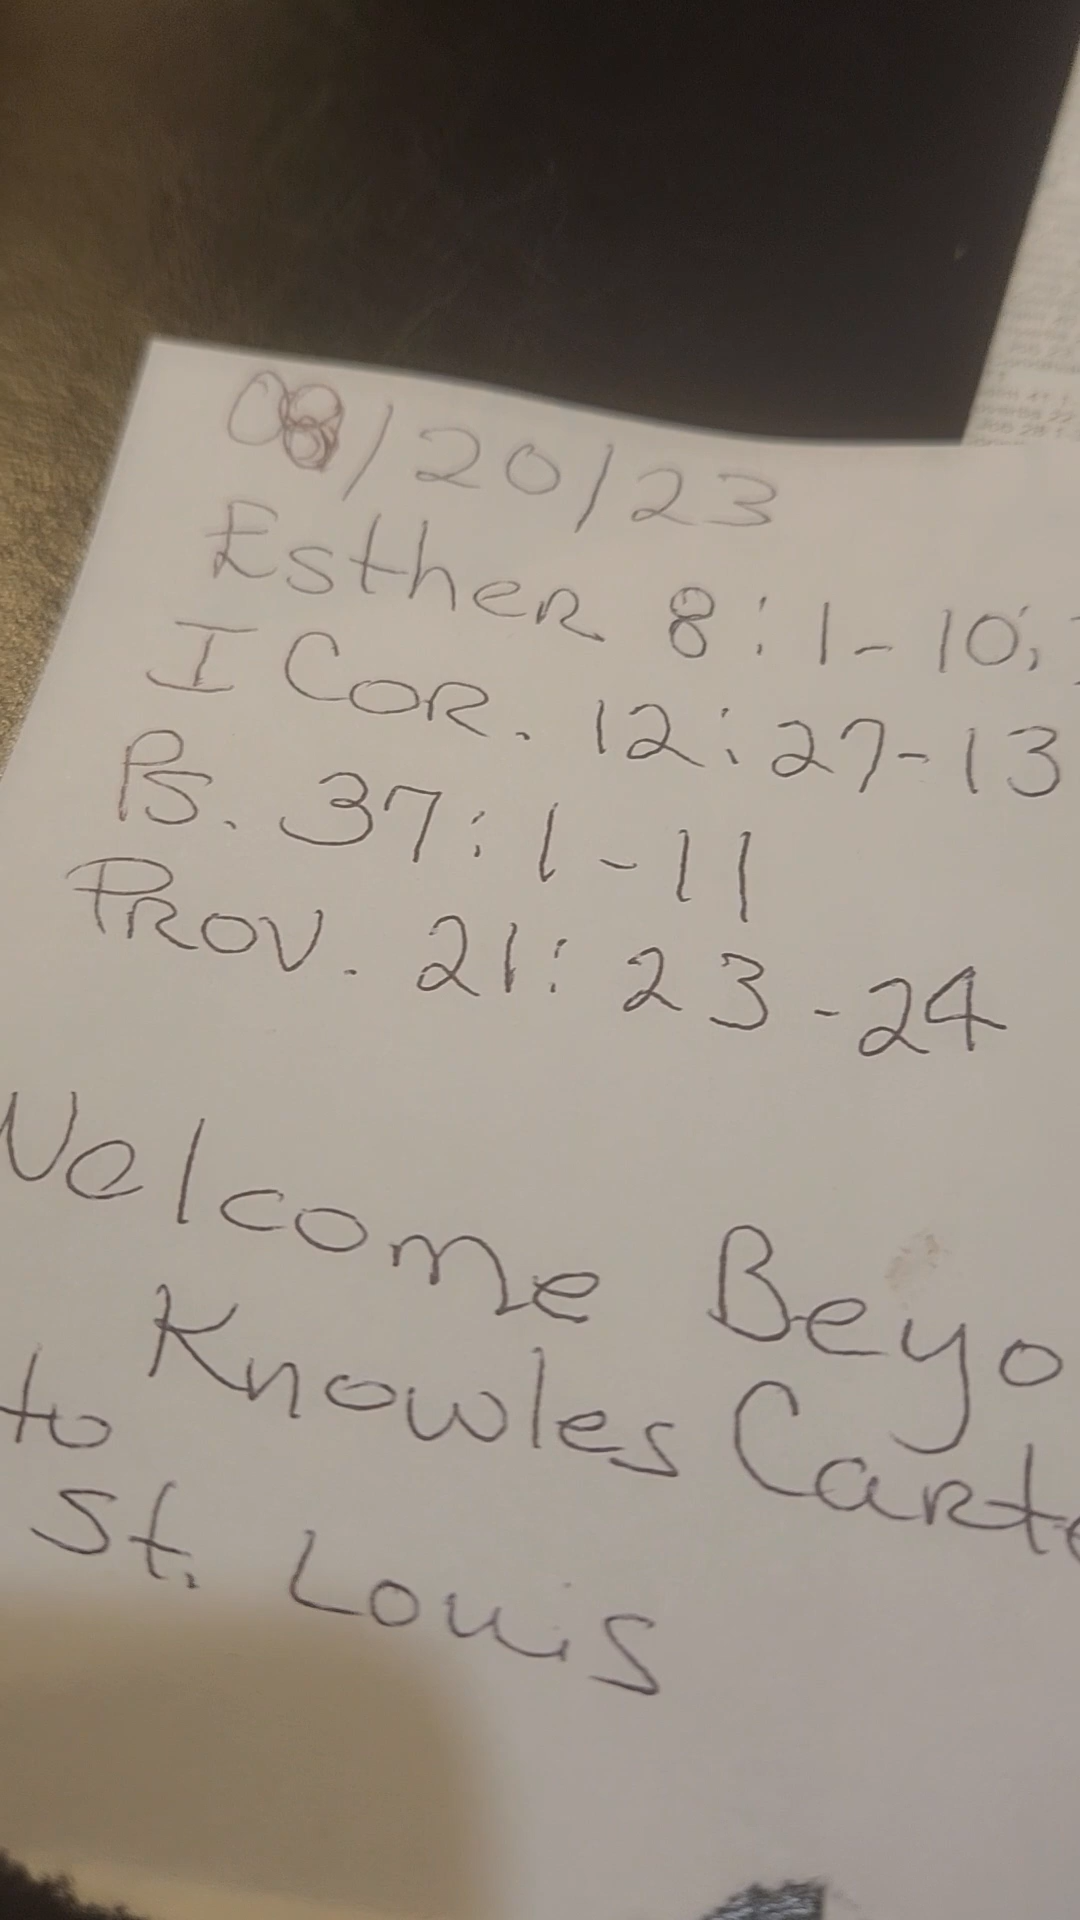 08/20/23
Esther 8:1-10;
I COR. 12:27-13
Ps. 37:1-11
PROV. 21:23-24
Welcome Beyo
Knowles Carte
to
St. Louis